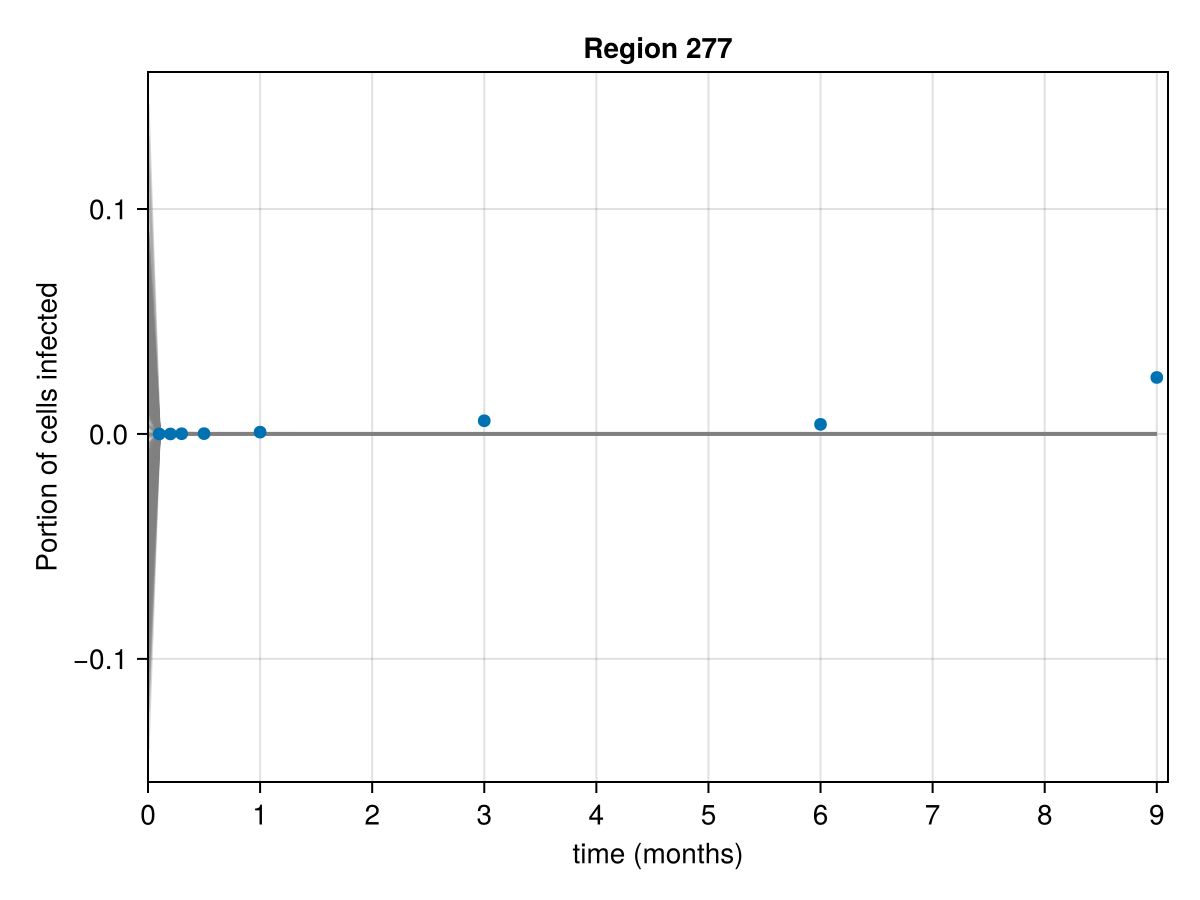 Region 277
Portion of cells infected
0.1
0.0
−0.1
0 1 2 3 4 5 6 7 8 9
time (months)